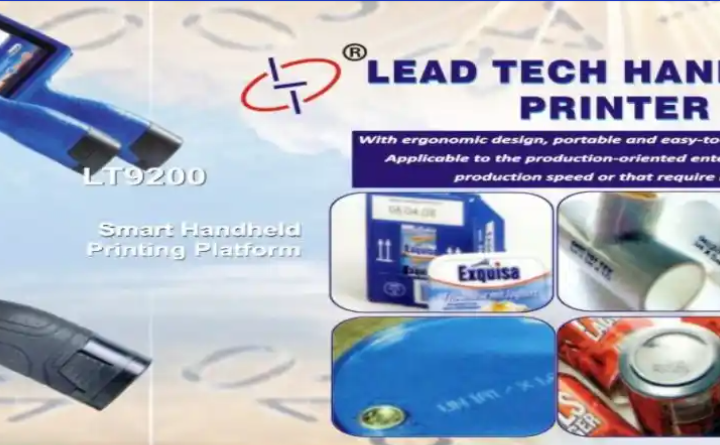 LT9200
Smart Handheld
Printing Platform
®
LEAD TECH HAN
PRINTER
With ergonomic design, portable and easy-to
Applicable to the production-oriented ente
production speed or that require
Exquisa